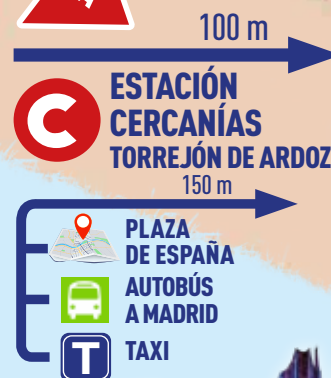 100 m
C
ESTACIÓN
CERCANÍAS
TORREJÓN DE ARDOZ
150 m
PLAZA
DE ESPAÑA
AUTOBÚS
A MADRID
T
TAXI